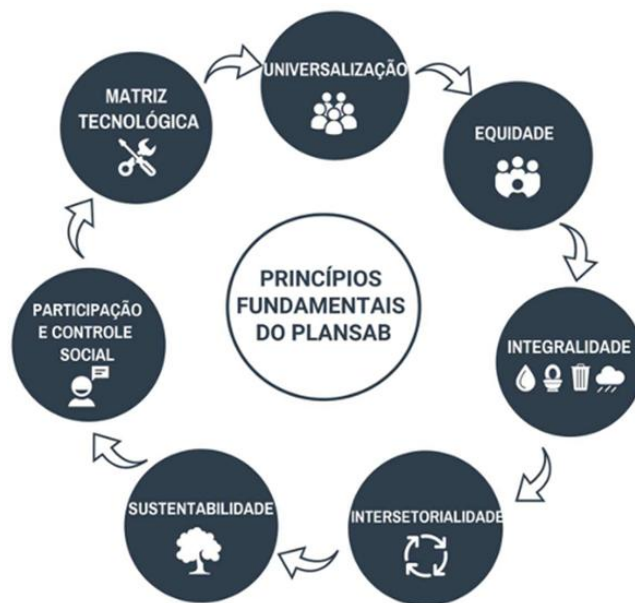 UNIVERSALIZAÇÃO
EQUIDADE
INTEGRALIDADE
INTERSETORIALIDADE
SUSTENTABILIDADE
PARTICIPAÇÃO
E CONTROLE
SOCIAL
MATRIZ
TECNOLÓGICA
PRINCÍPIOS
FUNDAMENTAIS
DO PLANSAB